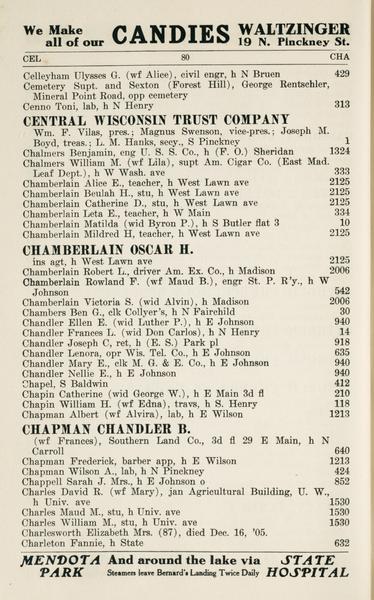 We Make all of our CANDIES WALTZINGER 19 N. Pinckney St.
CEL 80 CHA
Celleyham Ulysses G. (wf Alice), civil engr, h N Bruen 429
Cemetery Supt. and Sexton (Forest Hill), George Rentschler,
Mineral Point Road, opp cemetery
Cenno Toni, lab, h N Henry 313
CENTRAL WISCONSIN TRUST COMPANY
Wm. F. Vilas, pres.; Magnus Swenson, vice-pres.; Joseph M.
Boyd, treas.; L. M. Hanks, secy., S Pinckney 1
Chalmers Benjamin, eng U. S. S. Co., h (F. O.) Sheridan 1324
Chalmers William M. (wf Lila), supt Am. Cigar Co. (East Mad.
Leaf Dept.), h W Wash. ave 333
Chamberlain Alice E., teacher, h West Lawn ave 2125
Chamberlain Beulah H., stu, h West Lawn ave 2125
Chamberlain Catherine D., stu, h West Lawn ave 2125
Chamberlain Leta E., teacher, h W Main 334
Chamberlain Matilda (wid Byron P.), h S Butler flat 3 10
Chamberlain Mildred H, teacher, h West Lawn ave 2125
CHAMBERLAIN OSCAR H.
ins agt, h West Lawn ave 2125
Chamberlain Robert L., driver Am. Ex. Co., h Madison 2006
Chamberlain Rowland F. (wf Maud B.), engr St. P. R'y., h W
Johnson 542
Chamberlain Victoria S. (wid Alvin), h Madison 2006
Chambers Ben G., clk Collyer's, h N Fairchild 30
Chandler Ellen E. (wid Luther P.), h E Johnson 940
Chandler Frances L. (wid Don Carlos), h N Henry 14
Chandler Joseph C, ret, h (E. S.) Park pl 918
Chandler Lenora, opr Wis. Tel. Co., h E Johnson 635
Chandler Mary E., clk M. G. & E. Co., h E Johnson 940
Chandler Nellie E., h E Johnson 940
Chapel, S Baldwin 412
Chapin Catherine (wid George W.), h E Main 3d fl 210
Chapin William H. (wf Edna), travs, h S. Henry 118
Chapman Albert (wf Alvira), lab, h E Wilson 1213
CHAPMAN CHANDLER B.
(wf Frances), Southern Land Co., 3d fl 29 E Main, h N
Carroll 640
Chapman Frederick, barber app, h E Wilson 1213
Chapman Wilson A., lab, h N Pinckney 424
Chappell Sarah J. Mrs., h E Johnson o 852
Charles David R. (wf Mary), jan Agricultural Building, U. W.,
h Univ. ave 1530
Charles Maud M., stu, h Univ. ave 1530
Charles William M., stu, h Univ. ave 1530
Charlesworth Elizabeth Mrs. (87), died Dec. 16, '05.
Charleton Fannie, h State 632
MENDOTA PARK And around the lake via STATE HOSPITAL
Steamers leave Bernard's Landing Twice Daily